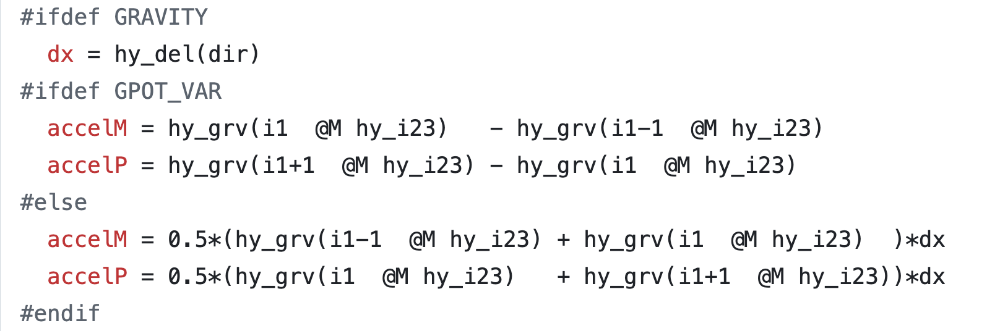 #ifdef GRAVITY
  dx = hy_del(dir)
#ifdef GPOT_VAR
  accelM = hy_grv(i1  @M hy_i23)   - hy_grv(i1-1  @M hy_i23)
  accelP = hy_grv(i1+1  @M hy_i23) - hy_grv(i1  @M hy_i23)
#else
  accelM = 0.5*(hy_grv(i1-1  @M hy_i23) + hy_grv(i1  @M hy_i23)  )*dx
  accelP = 0.5*(hy_grv(i1  @M hy_i23)   + hy_grv(i1+1  @M hy_i23))*dx
#endif